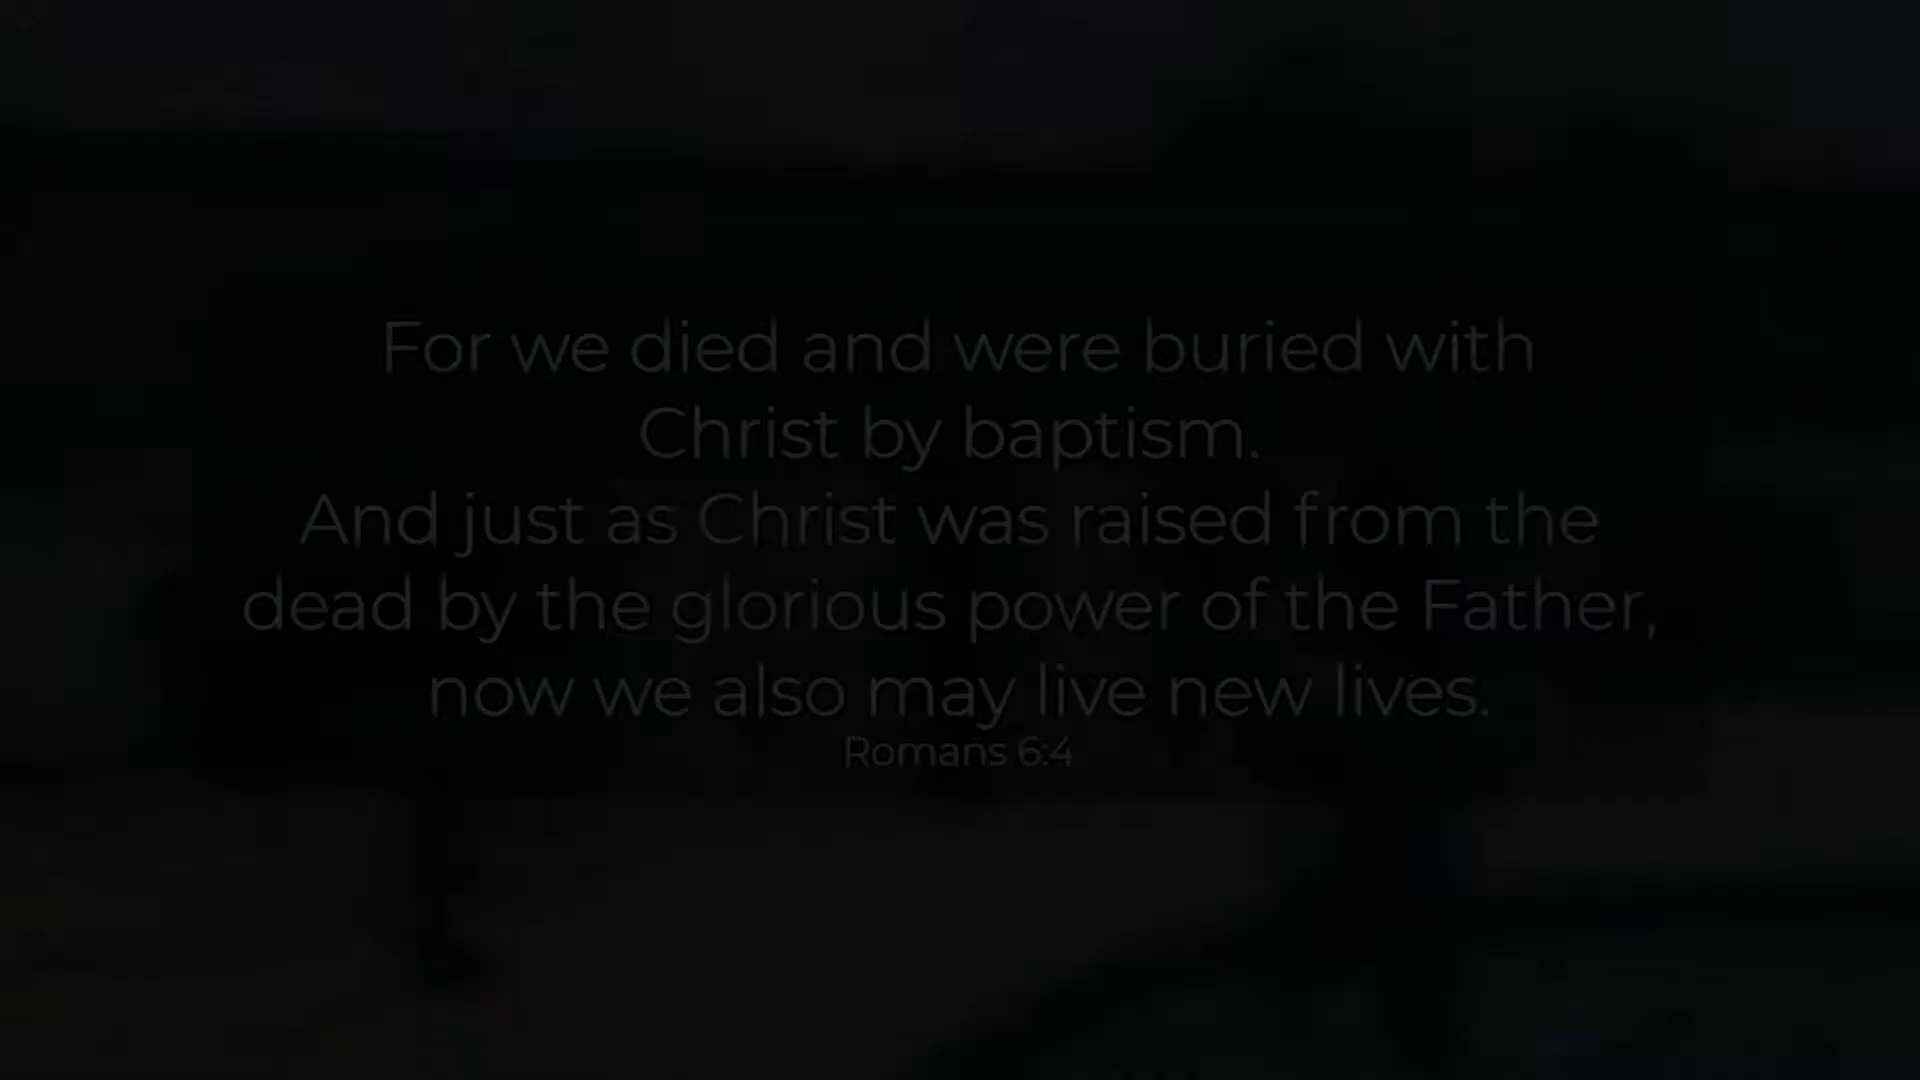 For we died and were buried with
Christ by baptism.
And just as Christ was raised from the
dead by the glorious power of the Father,
now we also may live new lives.
Romans 6:4